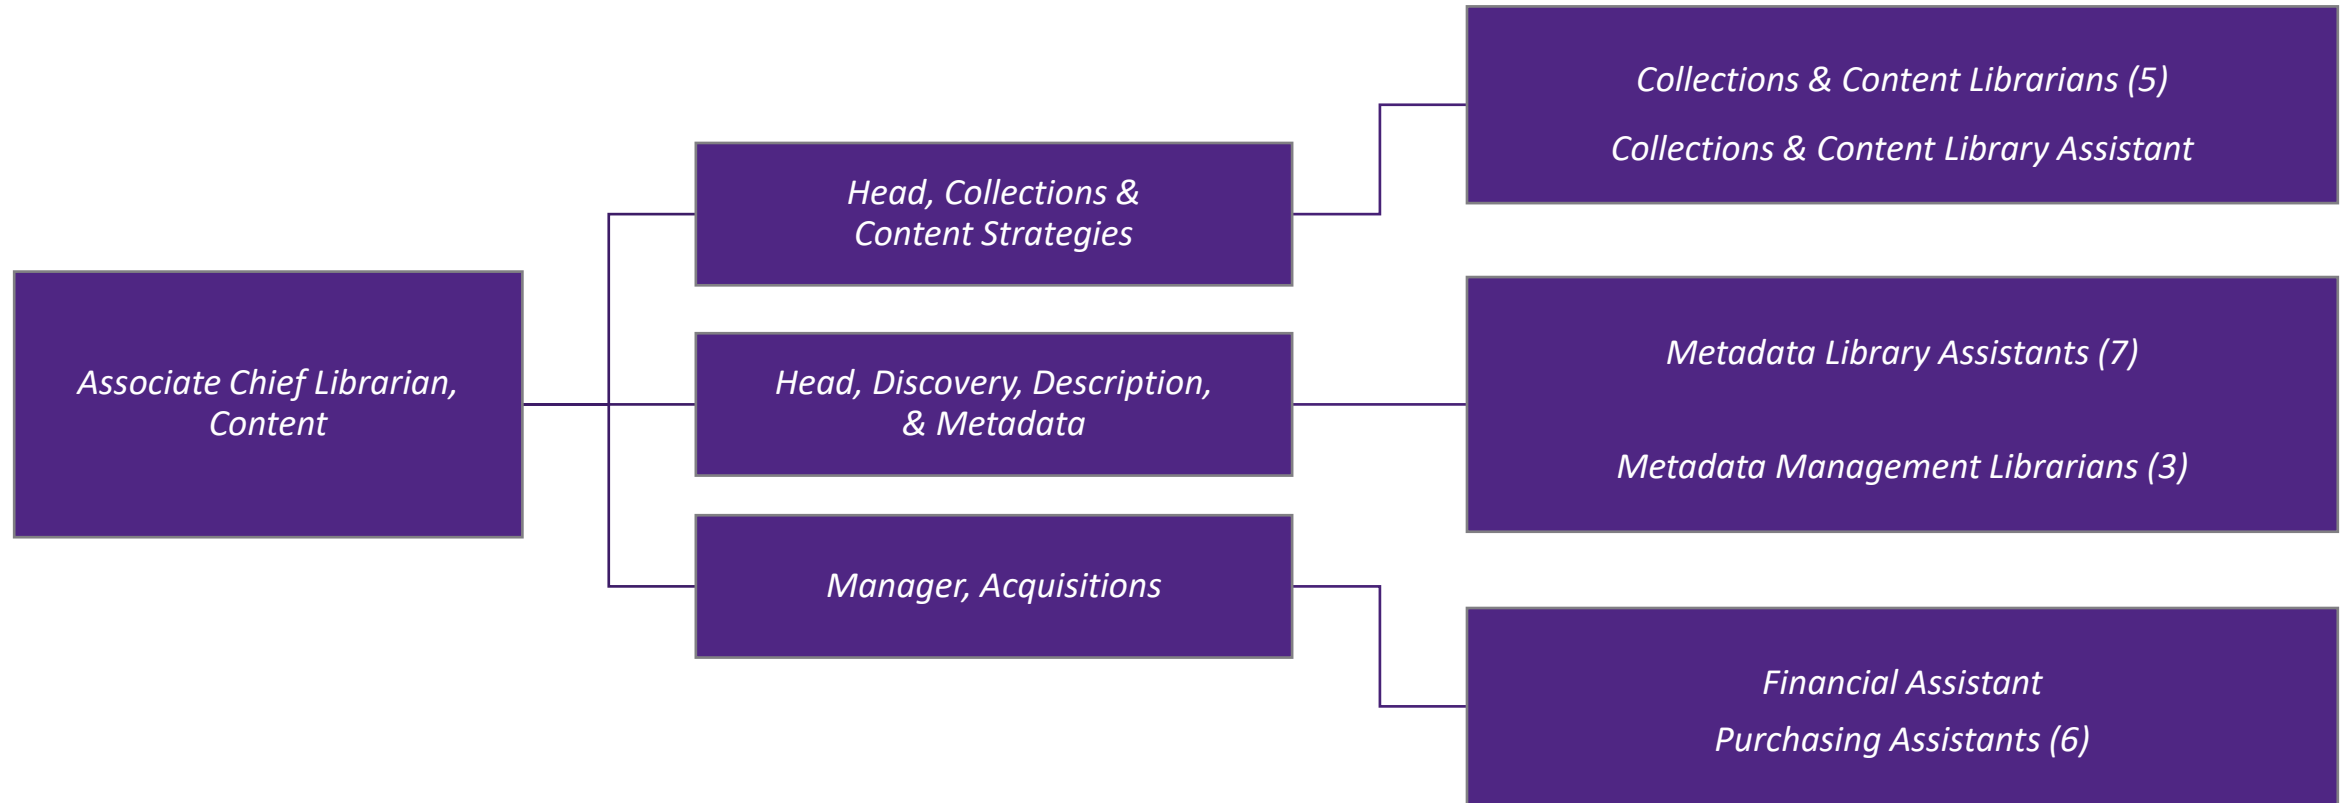 Associate Chief Librarian,
Content
Head, Collections &
Content Strategies
Collections & Content Librarians (5)
Collections & Content Library Assistant
Head, Discovery, Description,
& Metadata
Metadata Library Assistants (7)
Metadata Management Librarians (3)
Manager, Acquisitions
Financial Assistant
Purchasing Assistants (6)